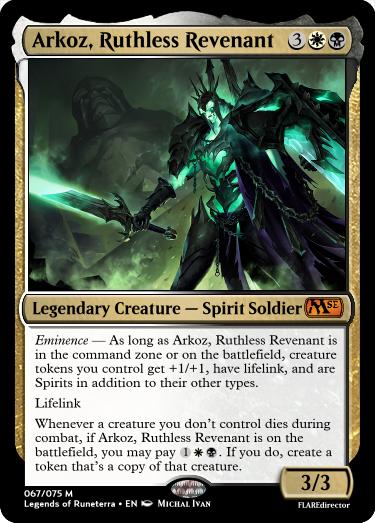 Arkoz, Ruthless Revenant 3
Legendary Creature — Spirit Soldier M SE
Eminence — As long as Arkoz, Ruthless Revenant is
in the command zone or on the battlefield, creature
tokens you control get +1/+1, have lifelink, and
are Spirits in addition to their other types.
Lifelink
Whenever a creature you don't control dies during
combat, if Arkoz, Ruthless Revenant is on the
battlefield, you may pay 1. If you do, create a
token that's a copy of that creature.
3/3
067/075 M
Legends of Runeterra • EN Michal Ivan
FLAREdirector